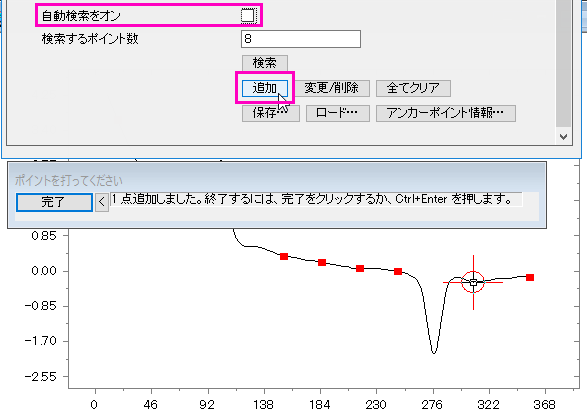 自動検索をオン
検索するポイント数 8
検索
追加 変更/削除 全てクリア
保存… ロード… アンカーポイント情報…
ポイントを打ってください
完了 < 1 点追加しました。終了するには、完了をクリックするか、Ctrl+Enter を押します。
0.85
0.00
-0.85
-1.70
-2.55
0 46 92 138 184 230 276 322 368